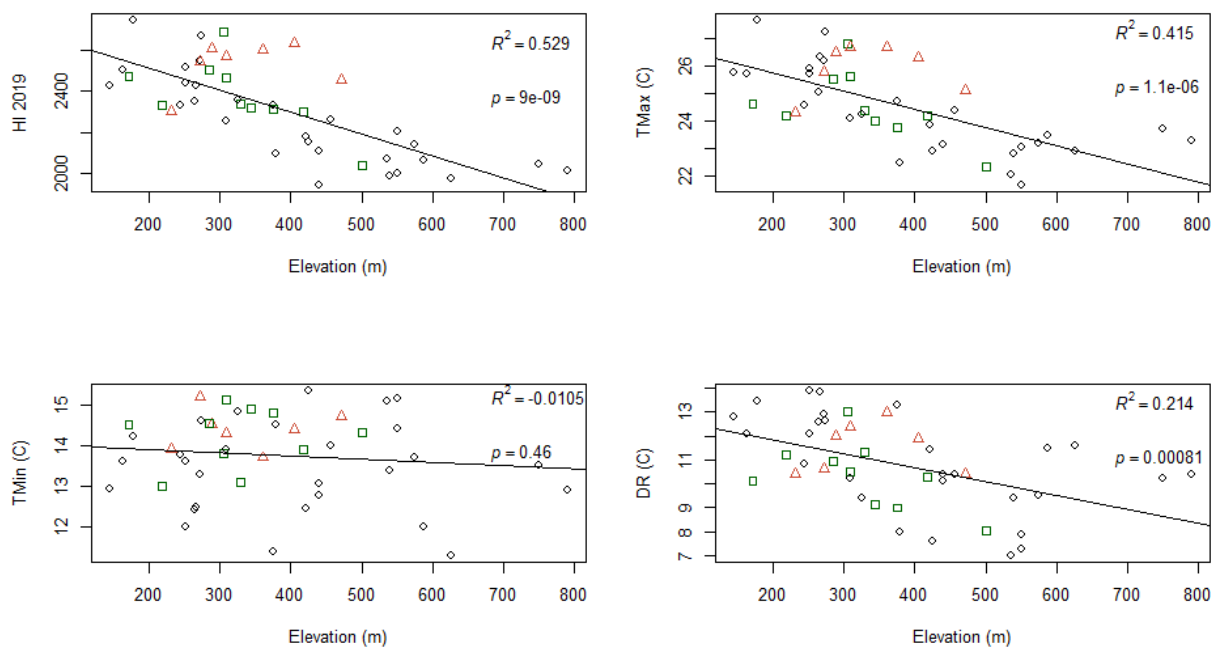 HI 2019
2400
2000
R² = 0.529
p = 9e-09
200 300 400 500 600 700 800
Elevation (m)
TMax (C)
26
24
22
R² = 0.415
p = 1.1e-06
200 300 400 500 600 700 800
Elevation (m)
TMin (C)
15
14
13
12
R² = -0.0105
p = 0.46
200 300 400 500 600 700 800
Elevation (m)
DR (C)
13
11
9
8
7
R² = 0.214
p = 0.00081
200 300 400 500 600 700 800
Elevation (m)